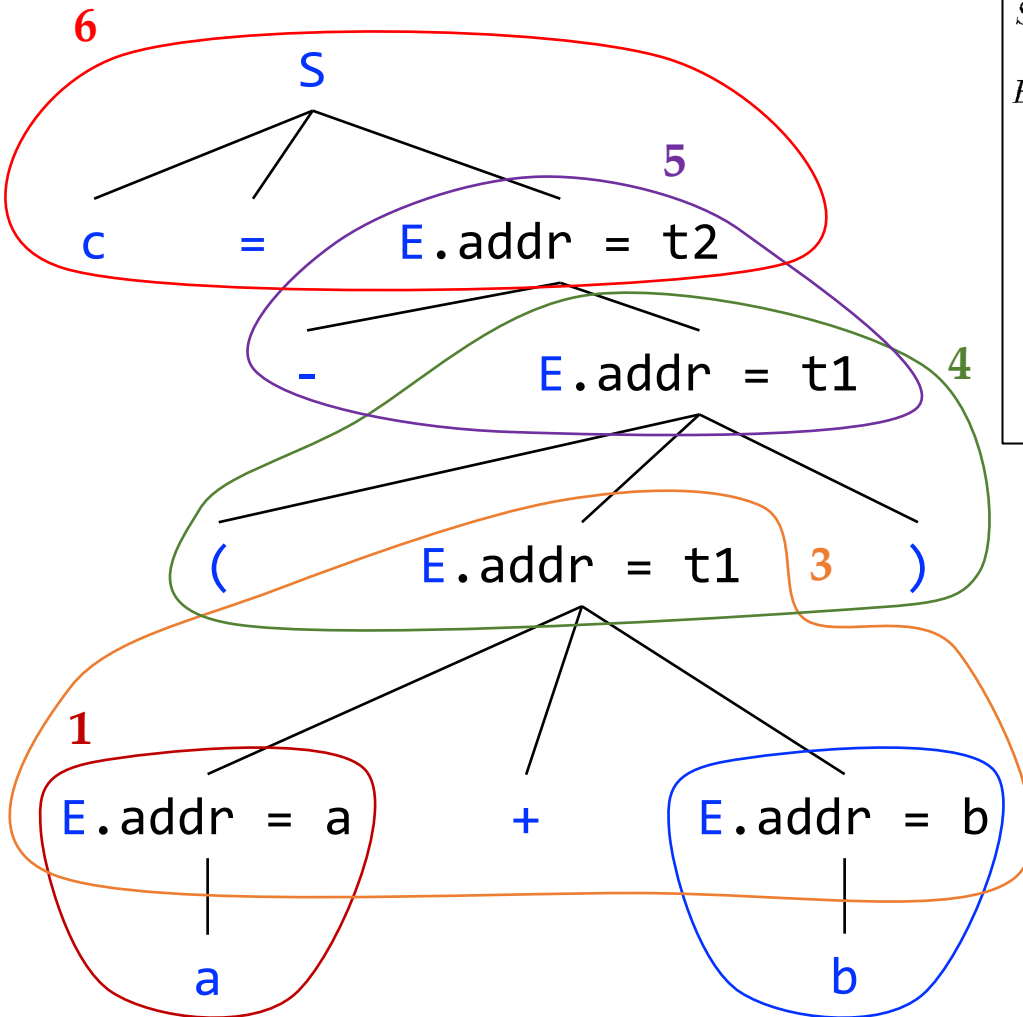 6
S
5
c = E.addr = t2
- E.addr = t1
4
( E.addr = t1 )
3
1
E.addr = a + E.addr = b
a b